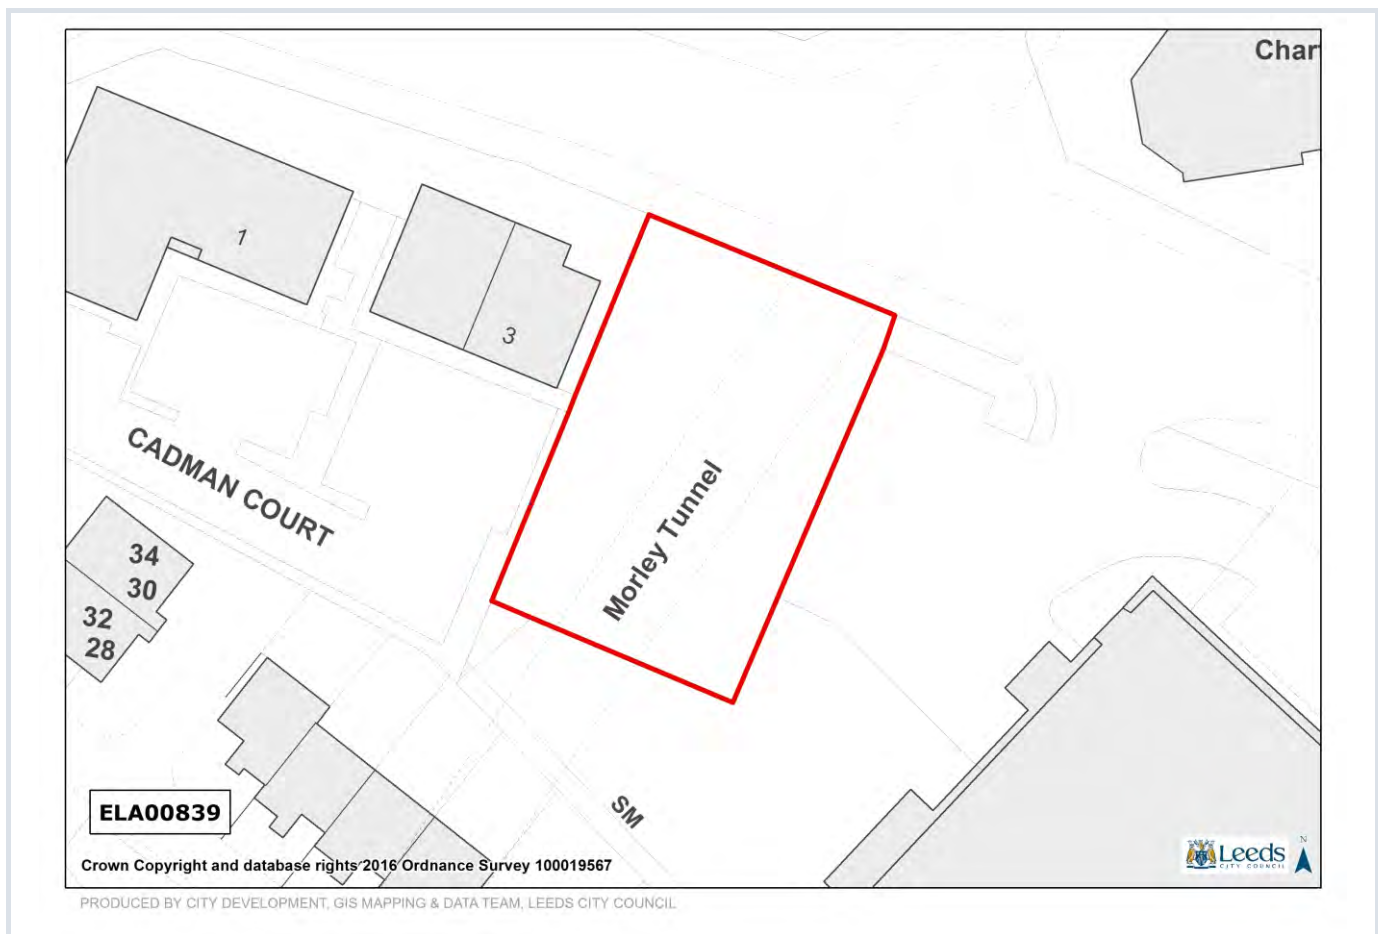 Char
1
3
CADMAN COURT
Morley Tunnel
34
30
32
28
SM
ELA00839
Crown Copyright and database rights 2016 Ordnance Survey 100019567
Leeds
CITY COUNCIL
N
PRODUCED BY CITY DEVELOPMENT, GIS MAPPING & DATA TEAM, LEEDS CITY COUNCIL